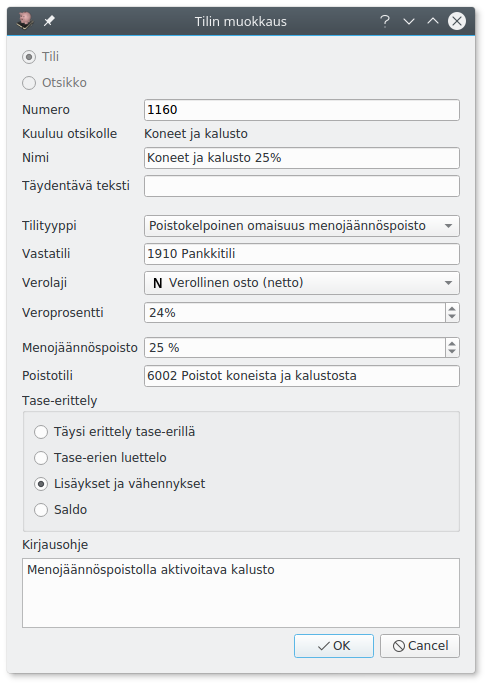 Tilin muokkaus
Tili
Otsikko
Numero 1160
Kuuluu otsikolle Koneet ja kalusto
Nimi Koneet ja kalusto 25%
Täydentävä teksti
Tilityyppi Poistokelpoinen omaisuus menojäännöspoisto
Vastatili 1910 Pankkitili
Verolaji N Verollinen osto (netto)
Veroprosentti 24%
Menojäännöspoisto 25 %
Poistotili 6002 Poistot koneista ja kalustosta
Tase-erittely
Täysi erittely tase-erillä
Tase-erien luettelo
Lisäykset ja vähennykset
Saldo
Kirjausohje
Menojäännöspoistolla aktivoitava kalusto
OK Cancel